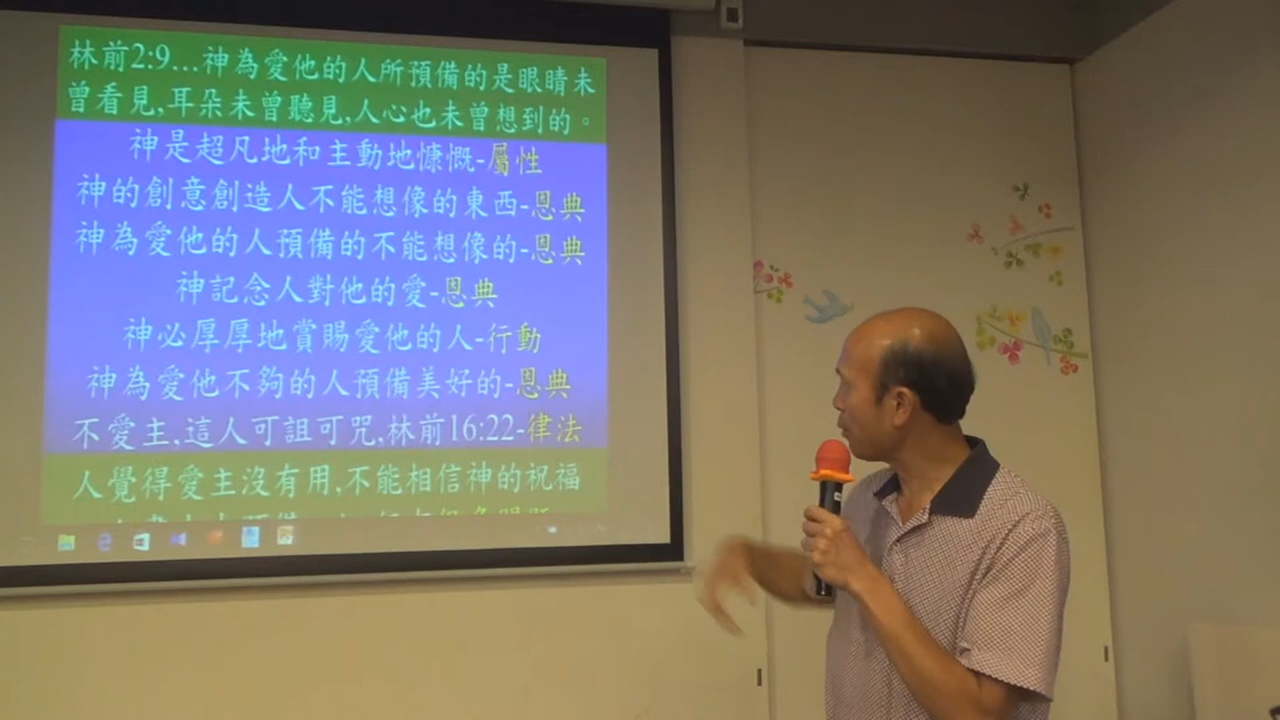 林前2:9...神為愛他的人所預備的是眼睛未
曾看見,耳朵未曾聽見,人心也未曾想到的。
神是超凡地和主動地慷慨-屬性
神的創意創造人不能想像的東西-恩典
神為愛他的人預備的不能想像的-恩典
神記念人對他的愛-恩典
神必厚厚地賞賜愛他的人-行動
神為愛他不夠的人預備美好的-恩典
不愛主,這人可詛可咒,林前16:22-律法
人覺得愛主沒有用,不能相信神的祝福